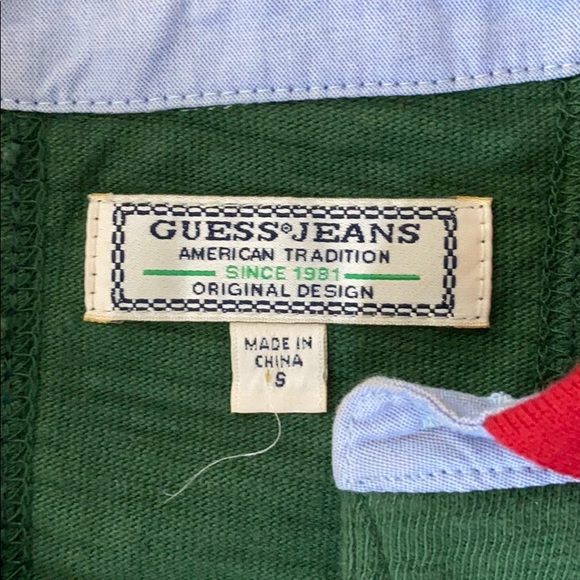 GUESS® JEANS
AMERICAN TRADITION
SINCE 1981
ORIGINAL DESIGN
MADE IN
CHINA
S